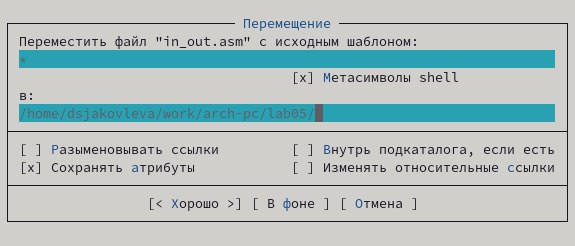 Перемещение
Переместить файл "in_out.asm" с исходным шаблоном:
*
[x] Метасимволы shell
в:
/home/dsjakovleva/work/arch-pc/lab05/
[ ] Разыменовывать ссылки [ ] Внутрь подкаталога, если есть
[x] Сохранять атрибуты [ ] Изменять относительные ссылки
[< Хорошо >] [ В фоне ] [ Отмена ]